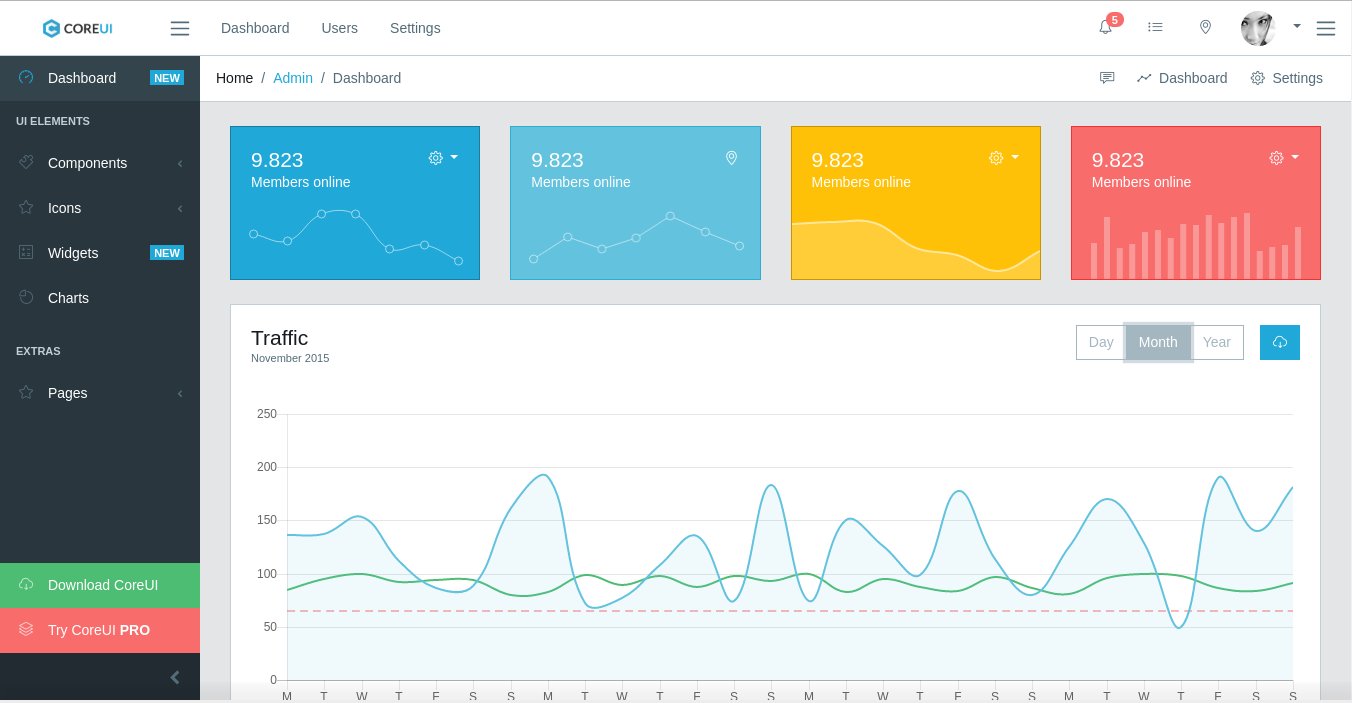 COREUI
Dashboard Users Settings
5
Dashboard NEW
Home / Admin / Dashboard
Dashboard
Settings
UI ELEMENTS
Components
Icons
Widgets NEW
Charts
EXTRAS
Pages
Download CoreUI
Try CoreUI PRO
9.823
Members online
9.823
Members online
9.823
Members online
9.823
Members online
Traffic
November 2015
Day Month Year
250
200
150
100
50
0
M T W T F S S M T W T F S S M T W T F S S M T W T F S S